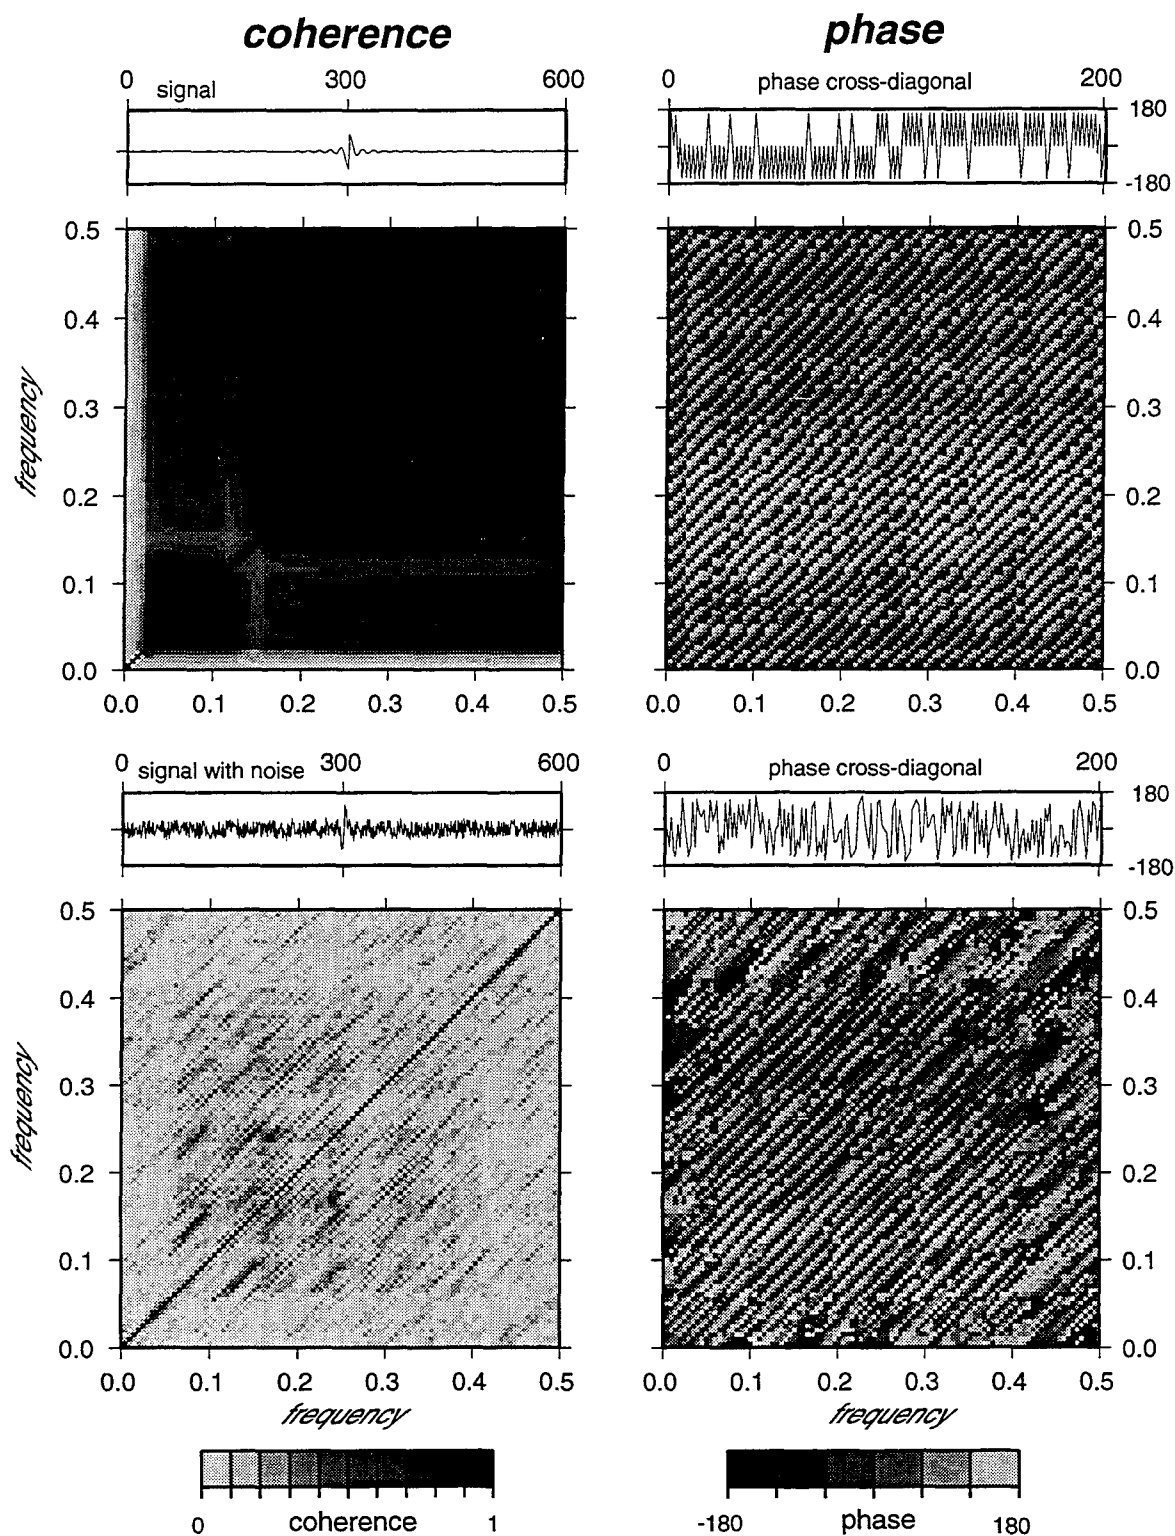 coherence phase
0 signal 300 600 0 phase cross-diagonal 200
180
-180
0.5 0.5
0.4 0.4
0.3 0.3
frequency
0.2 0.2
0.1 0.1
0.0 0.0
0.0 0.1 0.2 0.3 0.4 0.5 0.0 0.1 0.2 0.3 0.4 0.5
0 signal with noise 300 600 0 phase cross-diagonal 200
180
-180
0.5 0.5
0.4 0.4
0.3 0.3
frequency
0.2 0.2
0.1 0.1
0.0 0.0
0.0 0.1 0.2 0.3 0.4 0.5 0.0 0.1 0.2 0.3 0.4 0.5
frequency frequency
0 coherence 1 -180 phase 180